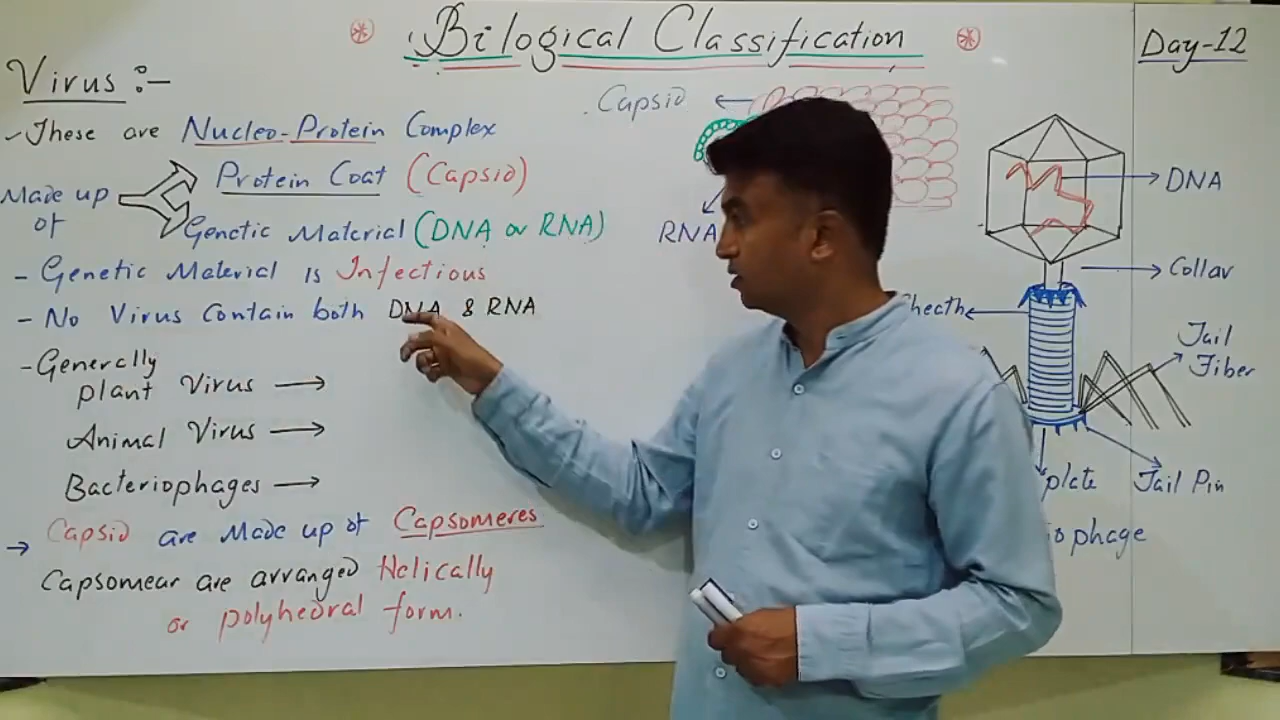 Bilogical Classification
Day-12
Virus :-
These are Nucleo-Protein Complex
Made up of
Protein Coat (Capsid)
Genetic Material (DNA or RNA)
- Genetic Material is Infectious
- No Virus Contain both DNA & RNA
- Generally
plant Virus →
Animal Virus →
Bacteriophages →
→ Capsid are Made up of Capsomeres
Capsomear are arranged Helically
or polyhedral form.
Capsid
RNA
DNA
Collar
Sheath
Tail
Fiber
plate
Tail Pin
iophage